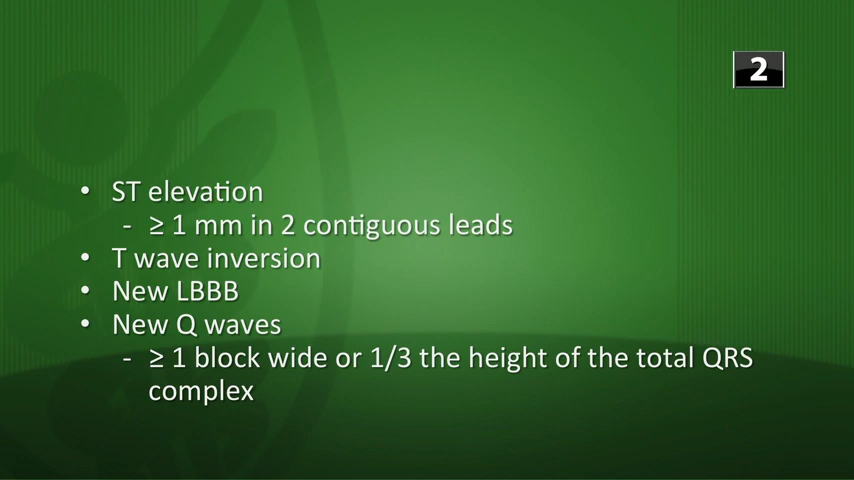 2
• ST elevation
- ≥ 1 mm in 2 contiguous leads
• T wave inversion
• New LBBB
• New Q waves
- ≥ 1 block wide or 1/3 the height of the total QRS
complex